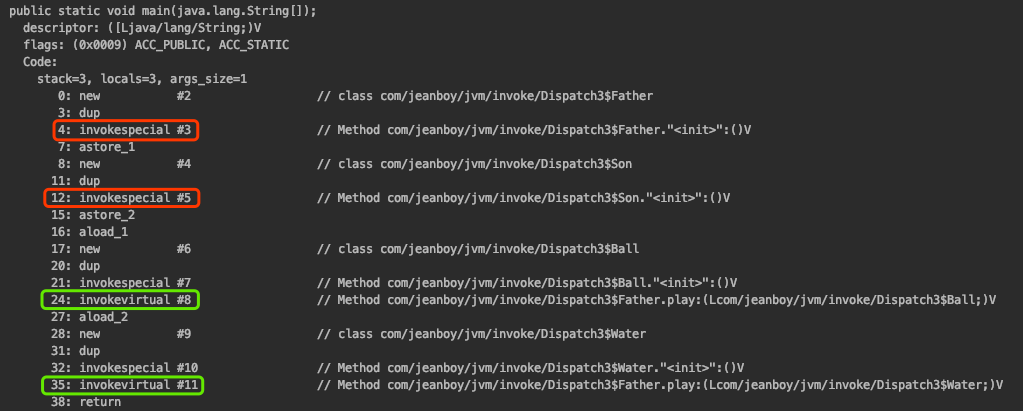 public static void main(java.lang.String[]);
descriptor: ([Ljava/lang/String;)V
flags: (0x0009) ACC_PUBLIC, ACC_STATIC
Code:
stack=3, locals=3, args_size=1
0: new #2 // class com/jeanboy/jvm/invoke/Dispatch3$Father
3: dup
4: invokespecial #3 // Method com/jeanboy/jvm/invoke/Dispatch3$Father."<init>":()V
7: astore_1
8: new #4 // class com/jeanboy/jvm/invoke/Dispatch3$Son
11: dup
12: invokespecial #5 // Method com/jeanboy/jvm/invoke/Dispatch3$Son."<init>":()V
15: astore_2
16: aload_1
17: new #6 // class com/jeanboy/jvm/invoke/Dispatch3$Ball
20: dup
21: invokespecial #7 // Method com/jeanboy/jvm/invoke/Dispatch3$Ball."<init>":()V
24: invokevirtual #8 // Method com/jeanboy/jvm/invoke/Dispatch3$Father.play:(Lcom/jeanboy/jvm/invoke/Dispatch3$Ball;)V
27: aload_2
28: new #9 // class com/jeanboy/jvm/invoke/Dispatch3$Water
31: dup
32: invokespecial #10 // Method com/jeanboy/jvm/invoke/Dispatch3$Water."<init>":()V
35: invokevirtual #11 // Method com/jeanboy/jvm/invoke/Dispatch3$Father.play:(Lcom/jeanboy/jvm/invoke/Dispatch3$Water;)V
38: return